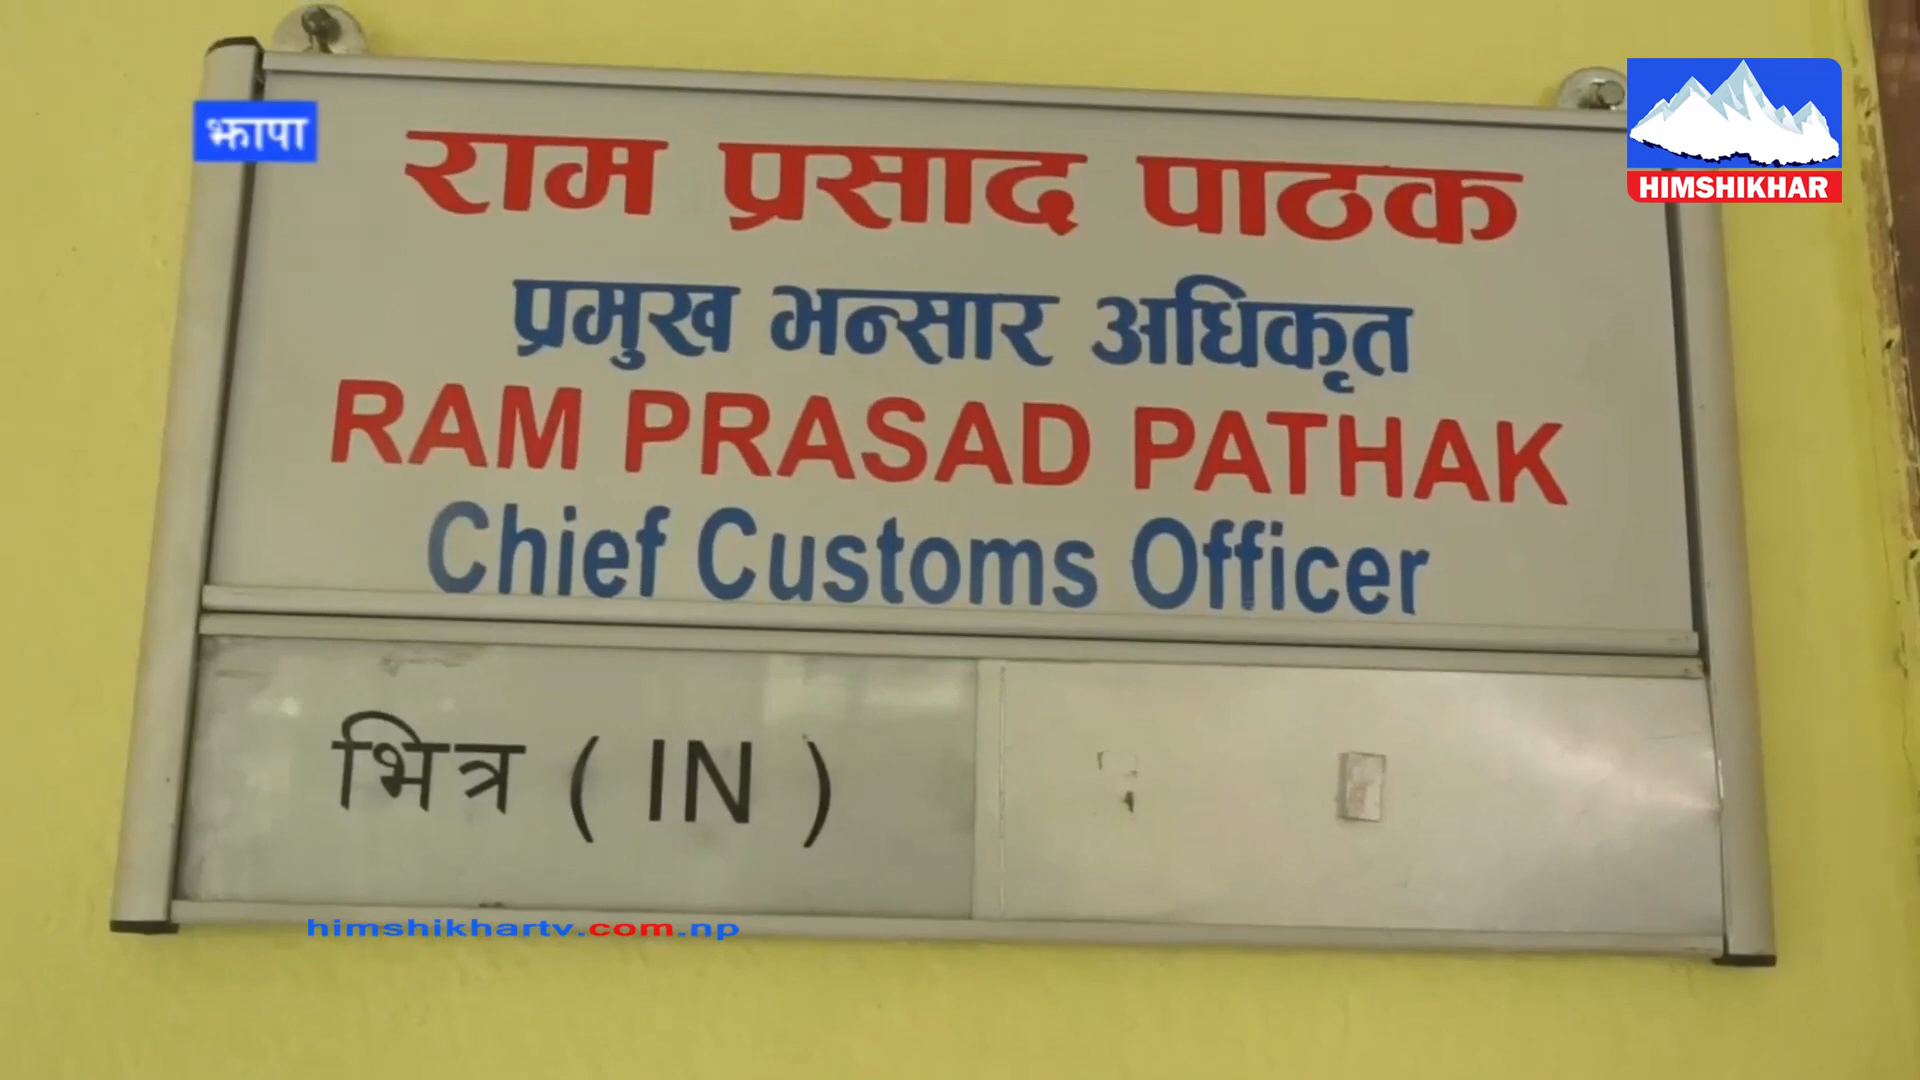 झापा
HIMSHIKHAR
राम प्रसाद पाठक
प्रमुख भन्सार अधिकृत
RAM PRASAD PATHAK
Chief Customs Officer
भित्र ( IN )
himshikhartv.com.np